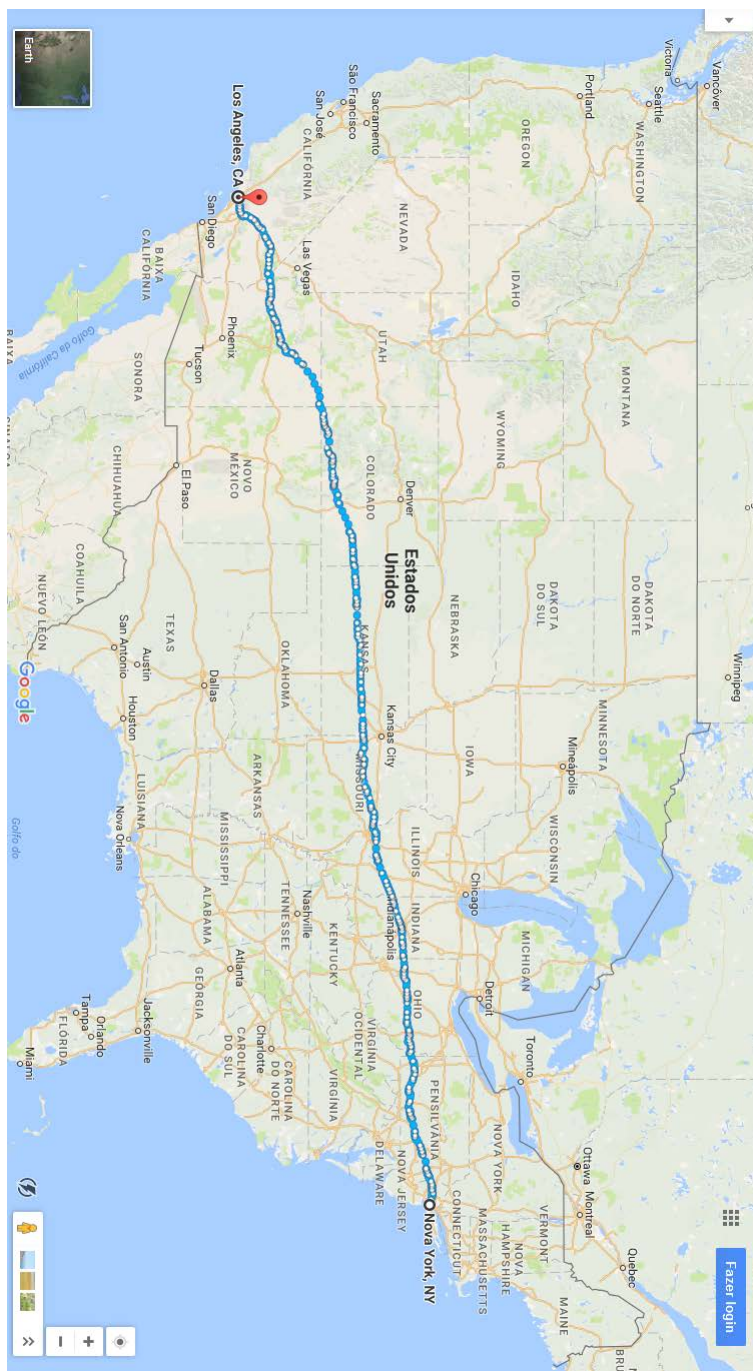 Vancôver
Victoria
Seattle
WASHINGTON
Portland
OREGON
IDAHO
MONTANA
DAKOTA
DO NORTE
Winnipeg
MINNESOTA
Mineápolis
DAKOTA
DO SUL
WISCONSIN
MICHIGAN
Toronto
Ottawa
Montreal
Quebec
MAINE
VERMONT
NOVA
HAMPSHIRE
MASSACHUSETTS
CONNECTICUT
NOVA YORK
Fazer login
WYOMING
NEBRASKA
IOWA
Chicago
Detroit
ILLINOIS
INDIANA
OHIO
PENSILVÂNIA
Nova York, NY
NOVA JERSEY
DELAWARE
Sacramento
São Francisco
San José
NEVADA
UTAH
Denver
COLORADO
Estados
Unidos
KANSAS
Kansas City
MISSOURI
Indianápolis
VIRGÍNIA
OCIDENTAL
VIRGÍNIA
KENTUCKY
CALIFÓRNIA
Las Vegas
Los Angeles, CA
San Diego
Phoenix
Tucson
NOVO
MÉXICO
El Paso
OKLAHOMA
ARKANSAS
Nashville
TENNESSEE
Charlotte
CAROLINA
DO NORTE
CAROLINA
DO SUL
Atlanta
MISSISSIPPI
ALABAMA
GEÓRGIA
Dallas
TEXAS
LUISIANA
BAIXA
CALIFÓRNIA
Golfo da Califórnia
SONORA
CHIHUAHUA
COAHUILA
NUEVO LEÓN
Austin
San Antonio
Houston
Nova Orleans
Jacksonville
Orlando
Tampa
FLÓRIDA
Miami
BAIXA
Golfo do
Earth
Google